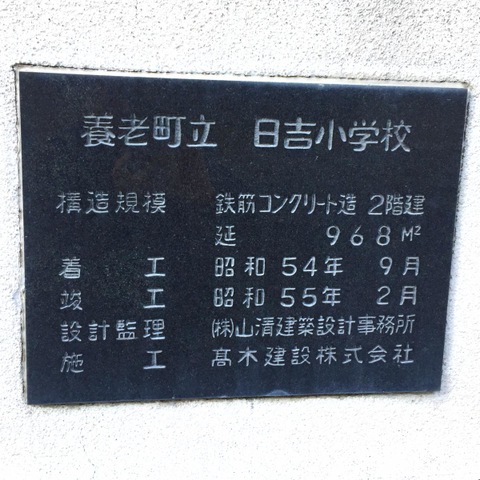 養老町立 日吉小学校
構造規模 鉄筋コンクリート造 2階建
延 968M²
着工 昭和54年 9月
竣工 昭和55年 2月
設計監理 (株)山濆建築設計事務所
施工 髙木建設株式会社